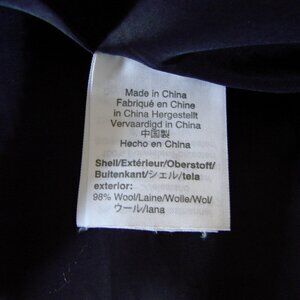 Made in China
Fabriqué en Chine
in China Hergestellt
Vervaardigd in China
中国製
Hecho en China
Shell/Extérieur/Oberstoff/
Buitenkant/シェル/tela
exterior:
98% Wool/Laine/Wolle/Wol/
ウール/lana